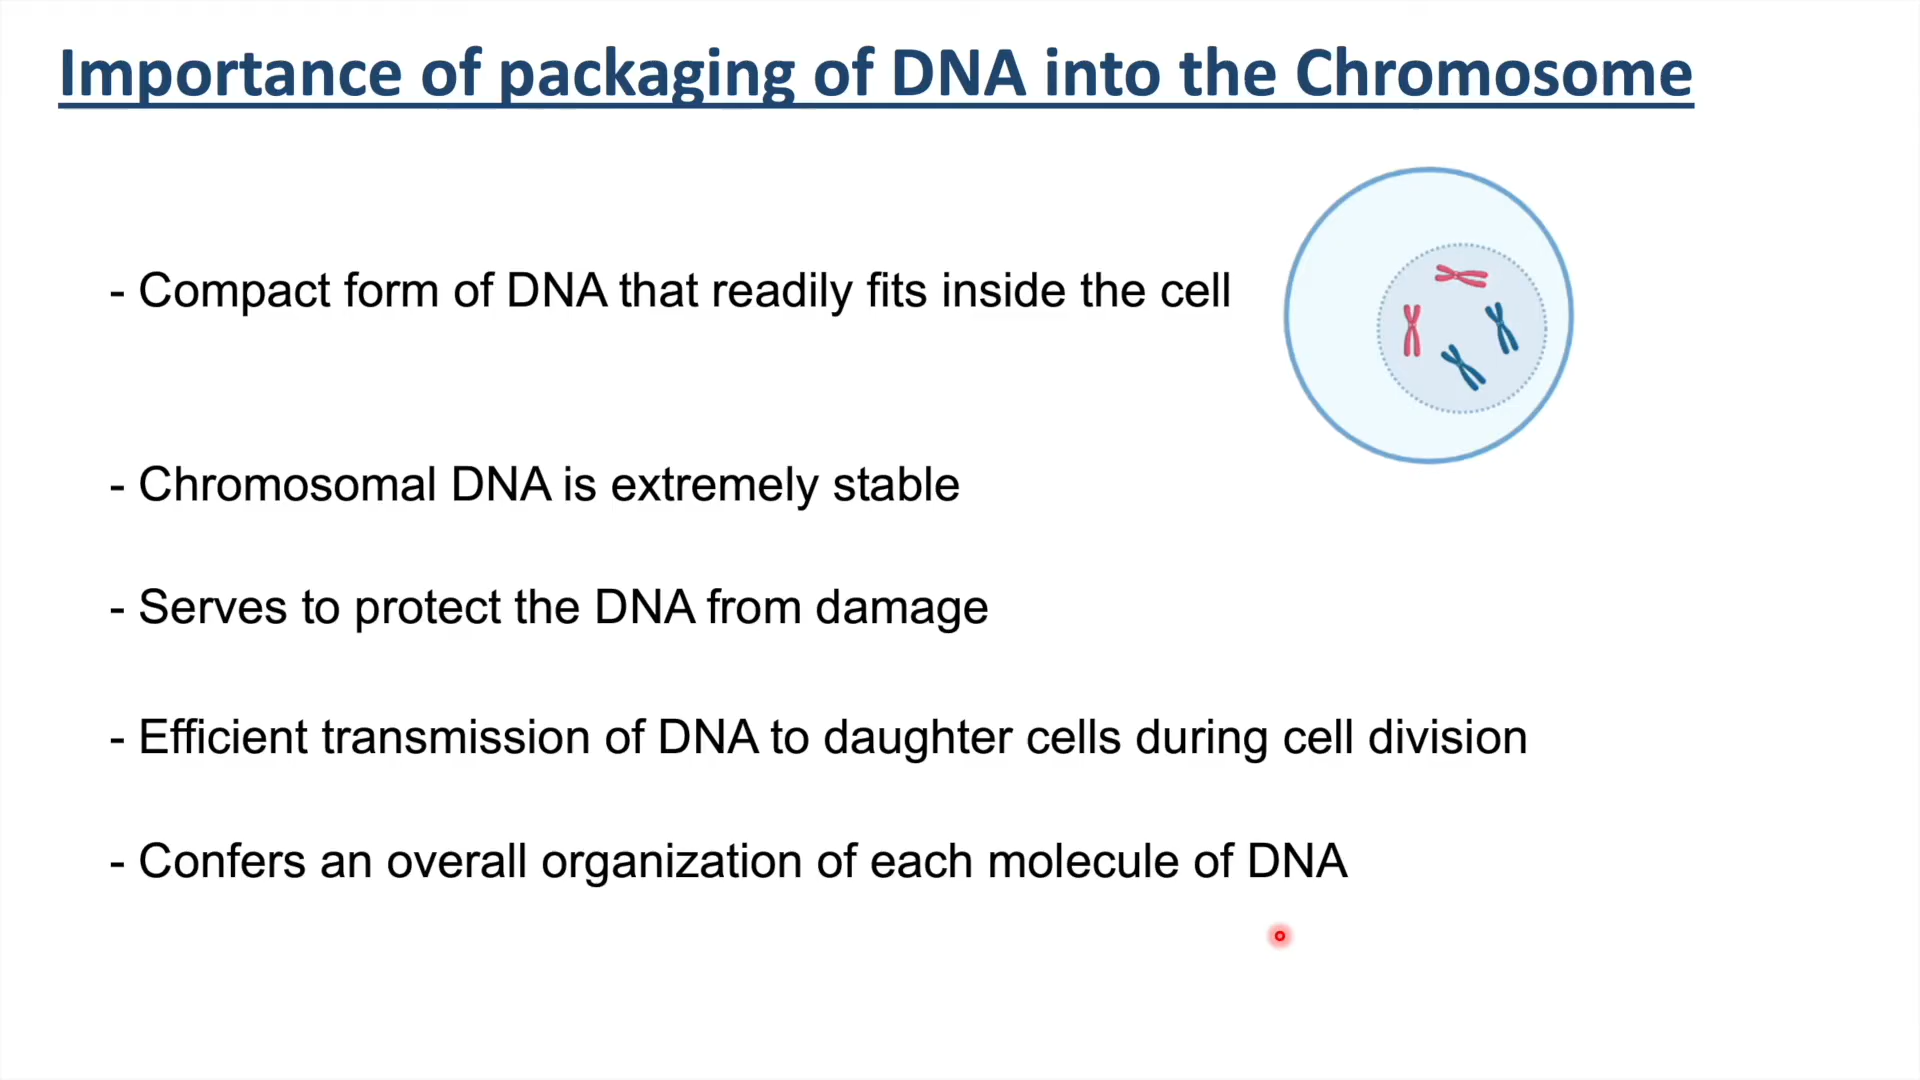 Importance of packaging of DNA into the Chromosome
- Compact form of DNA that readily fits inside the cell
- Chromosomal DNA is extremely stable
- Serves to protect the DNA from damage
- Efficient transmission of DNA to daughter cells during cell division
- Confers an overall organization of each molecule of DNA